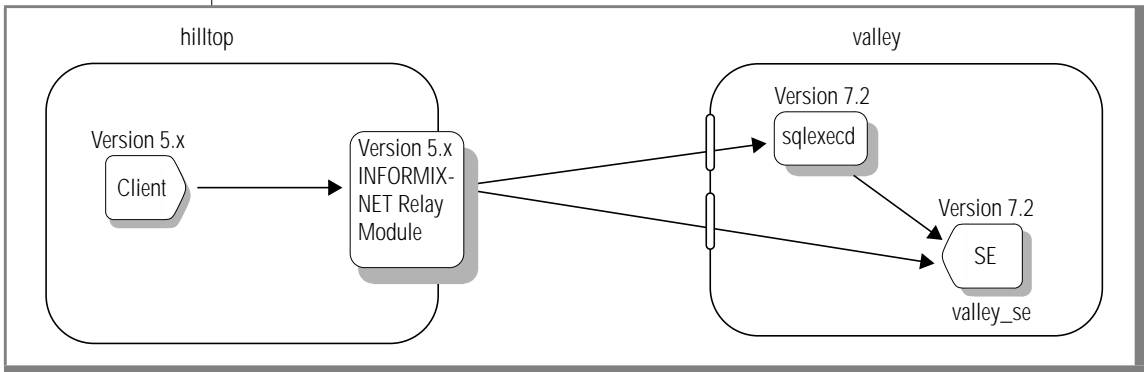 hilltop
valley
Version 5.x
Client
Version 5.x
INFORMIX-
NET Relay
Module
Version 7.2
sqlexecd
Version 7.2
SE
valley_se